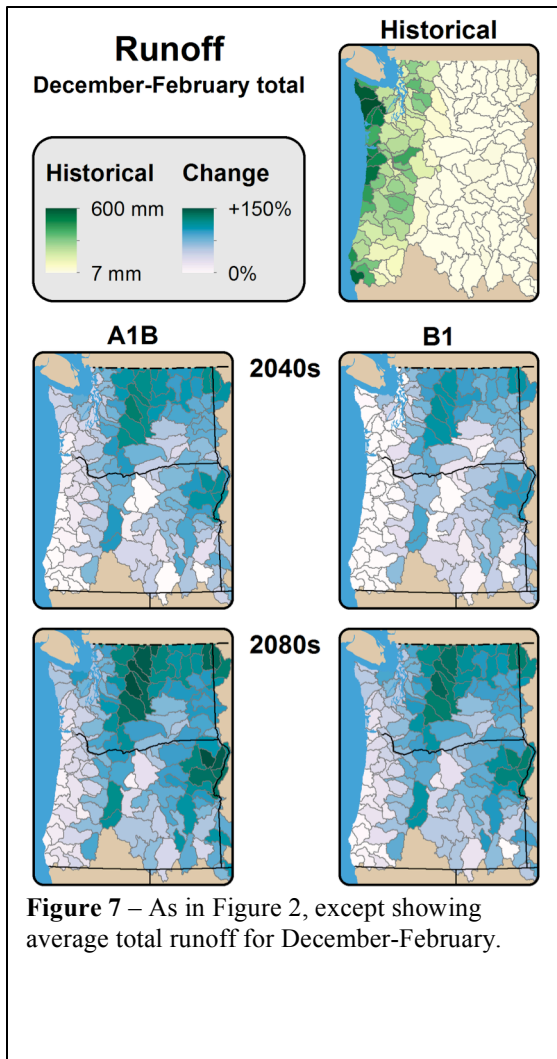 Runoff
December-February total
Historical
Historical
Change
600 mm
+150%
7 mm
0%
A1B
B1
2040s
2080s
Figure 7 – As in Figure 2, except showing
average total runoff for December-February.